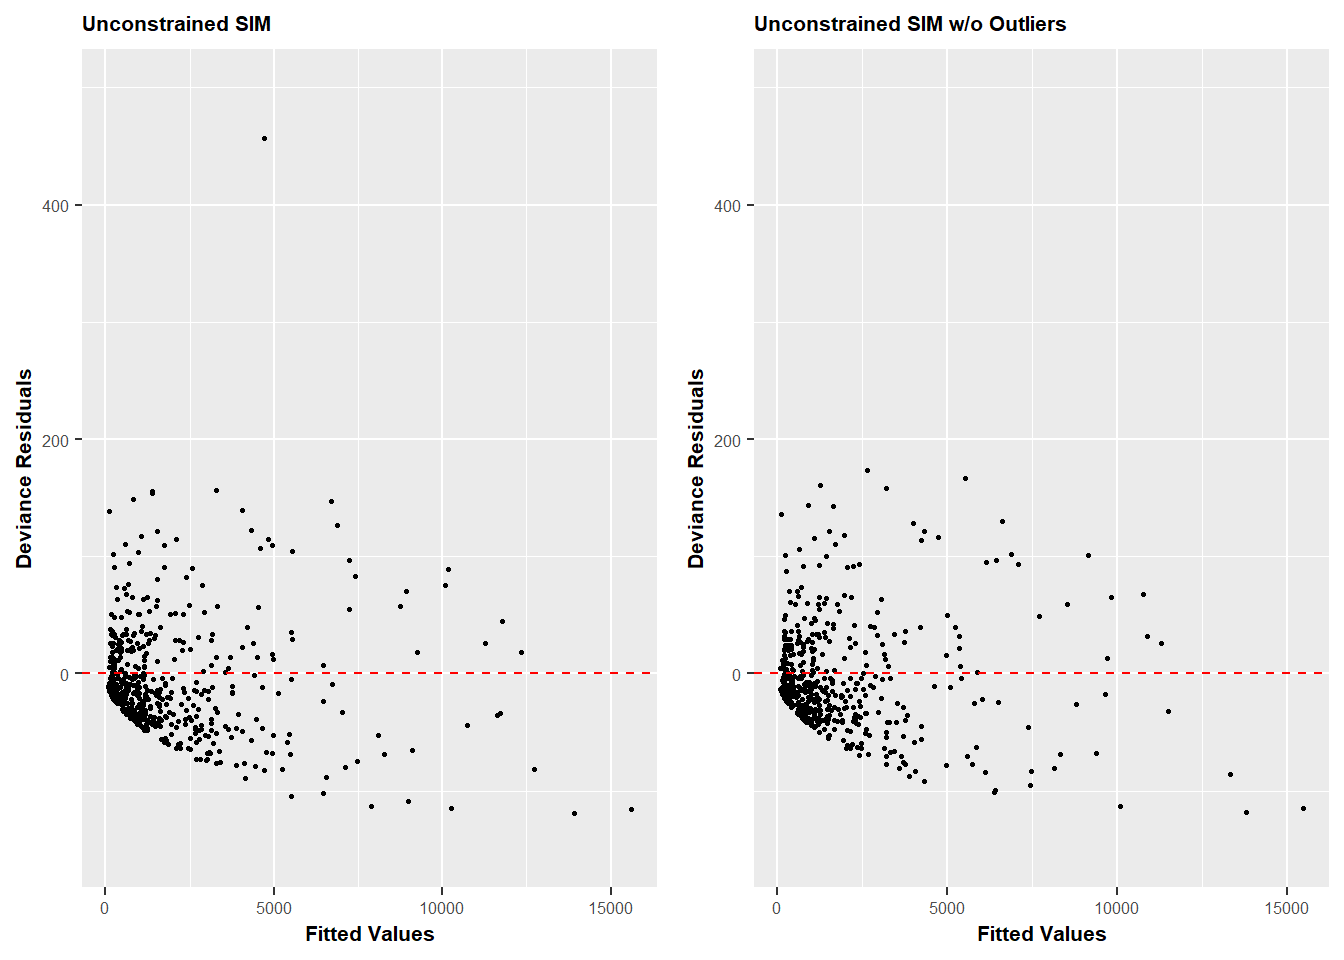 Unconstrained SIM
Deviance Residuals
400
200
0
0 5000 10000 15000
Fitted Values
Unconstrained SIM w/o Outliers
Deviance Residuals
400
200
0
0 5000 10000 15000
Fitted Values